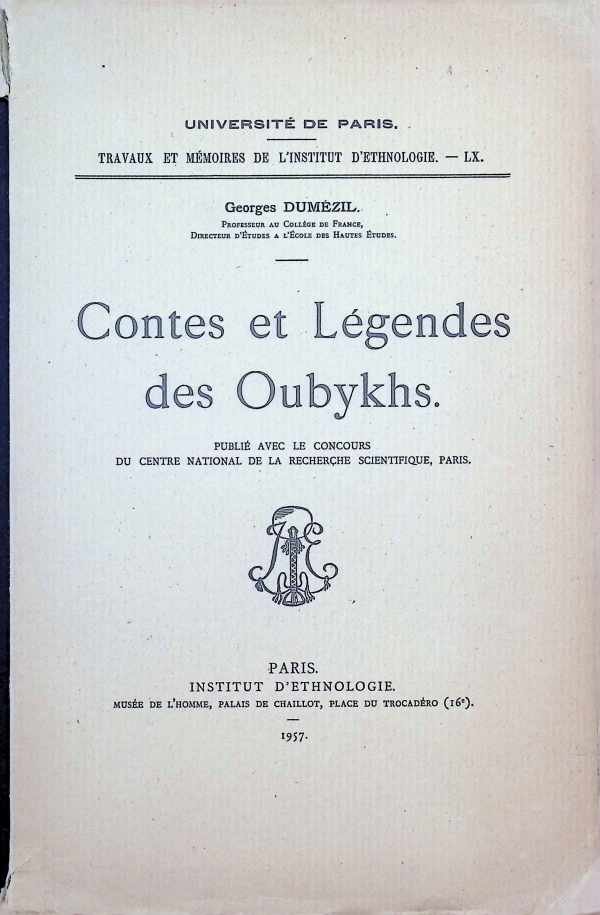 UNIVERSITÉ DE PARIS.
TRAVAUX ET MÉMOIRES DE L'INSTITUT D'ETHNOLOGIE. — LX.
Georges DUMÉZIL.
Professeur au Collège de France,
Directeur d'Études a l'École des Hautes Études.
Contes et Légendes
des Oubykhs.
PUBLIÉ AVEC LE CONCOURS
DU CENTRE NATIONAL DE LA RECHERCHE SCIENTIFIQUE, PARIS.
PARIS.
INSTITUT D'ETHNOLOGIE.
MUSÉE DE L'HOMME, PALAIS DE CHAILLOT, PLACE DU TROCADÉRO (16e).
1957.